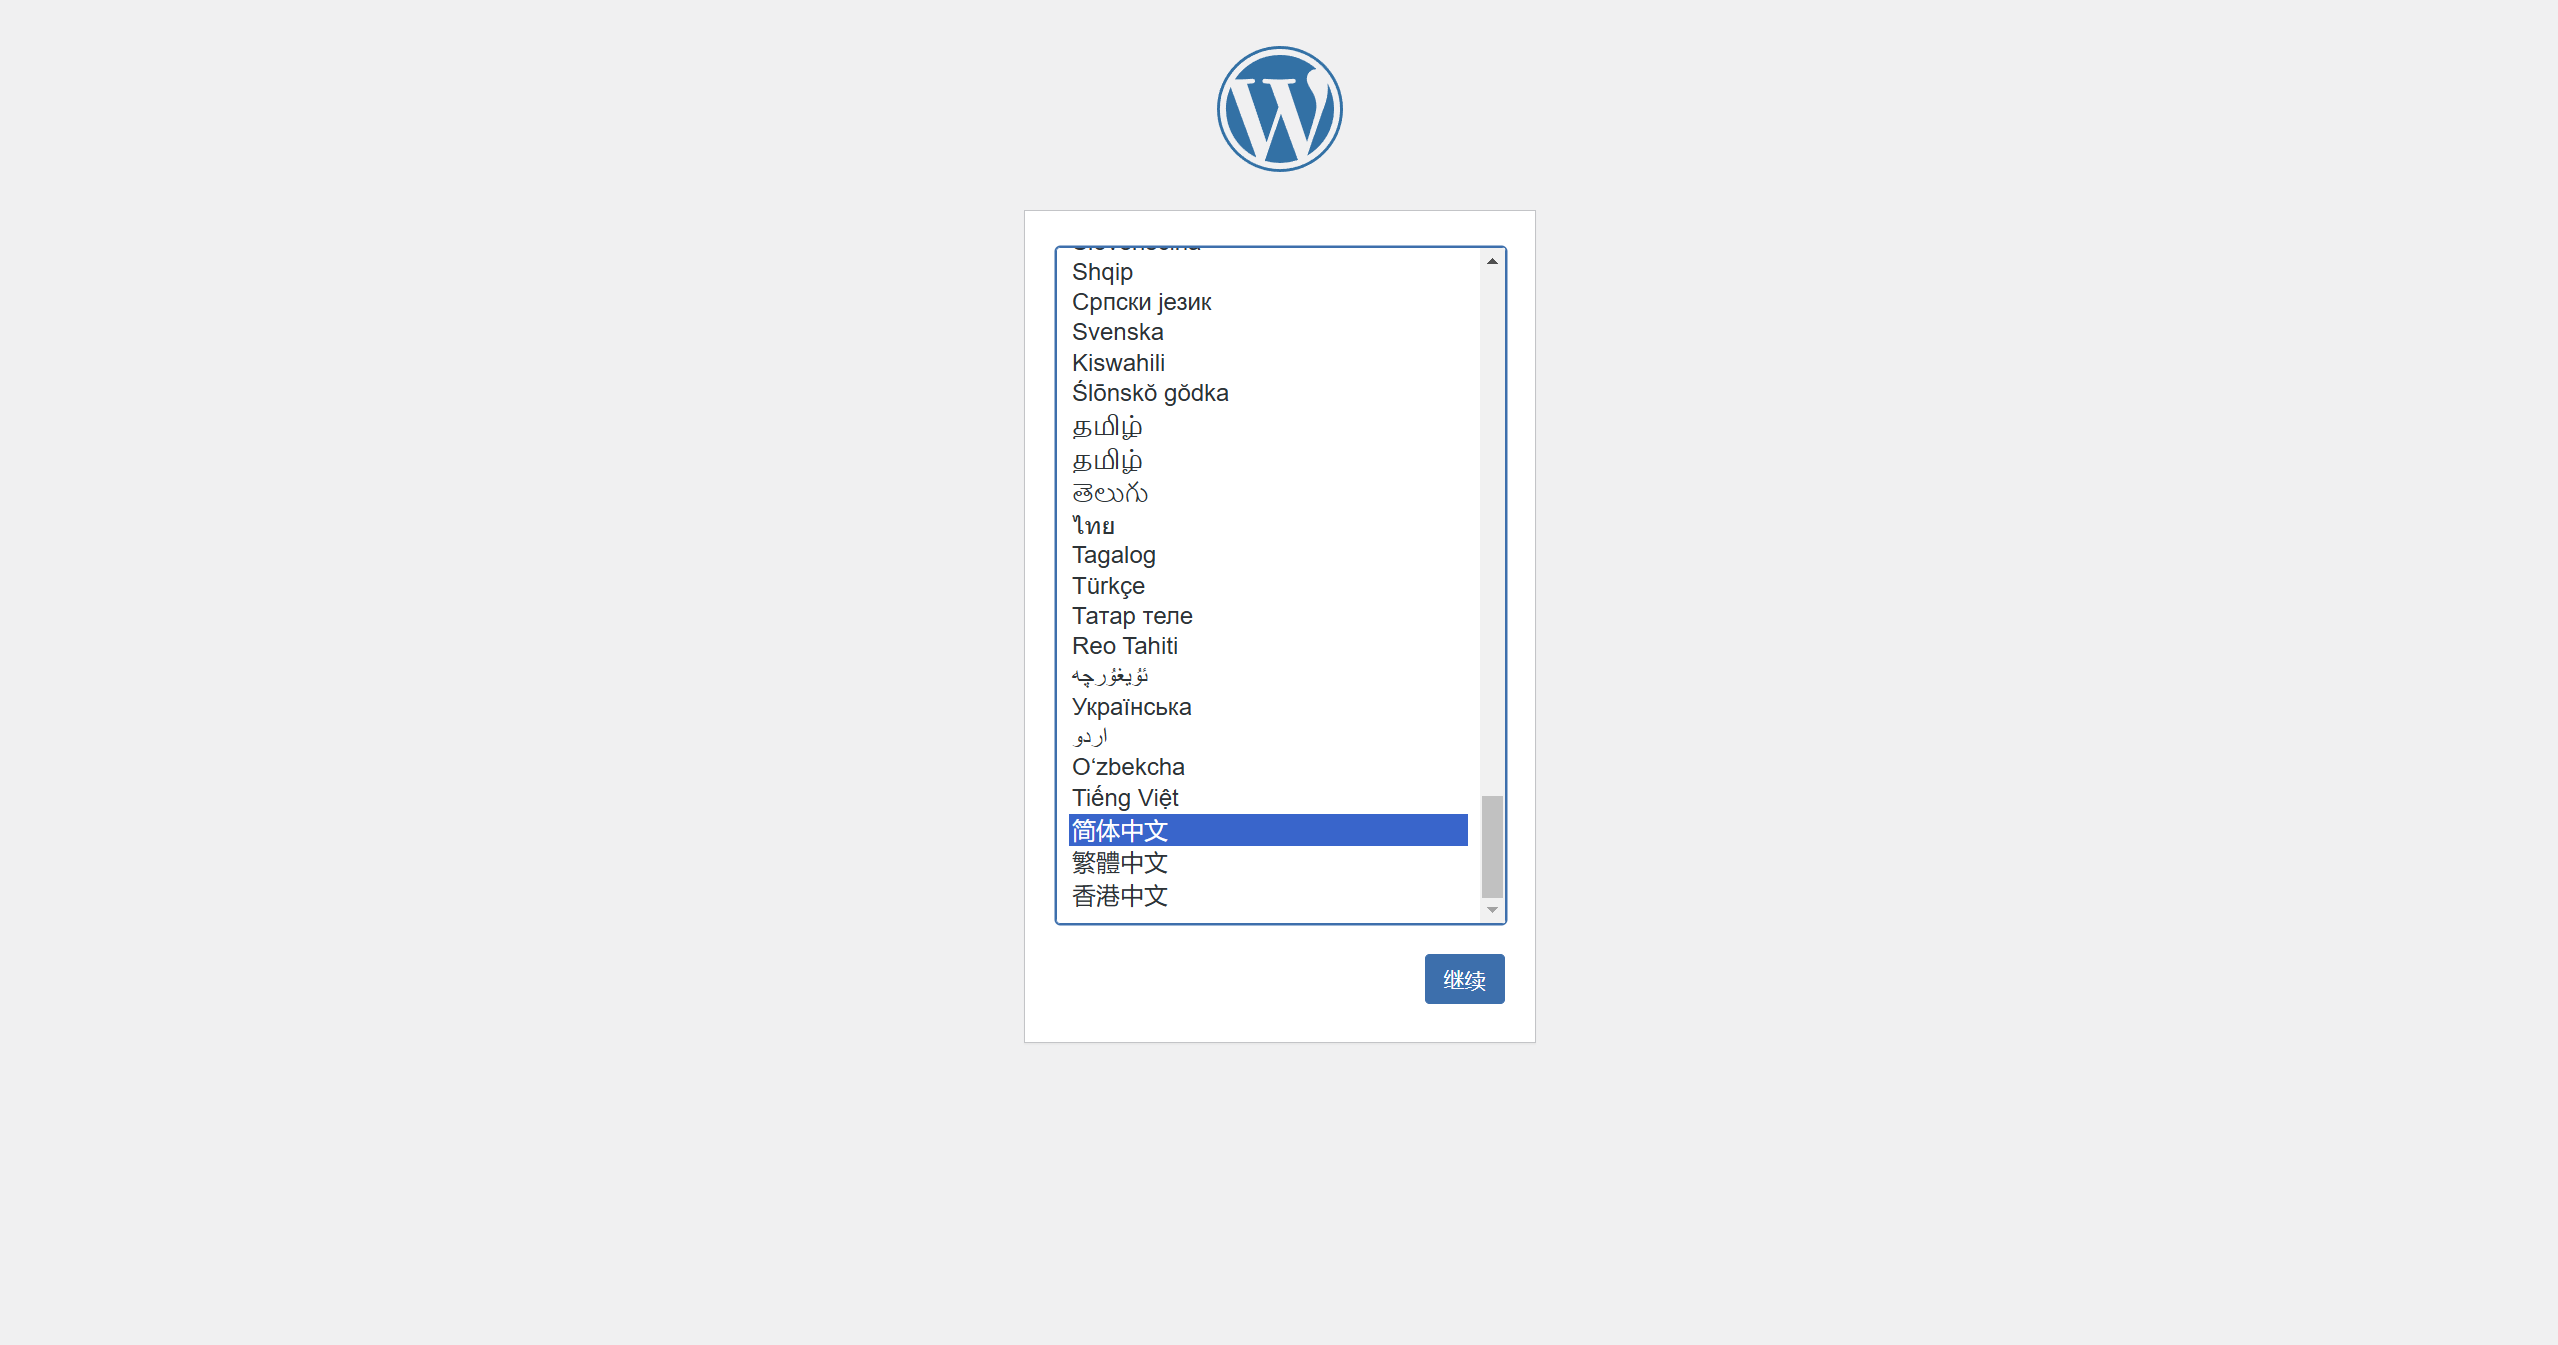 Shqip
Српски језик
Svenska
Kiswahili
Ślōnskŏ gŏdka
தமிழ்
தமிழ்
తెలుగు
ไทย
Tagalog
Türkçe
Татар теле
Reo Tahiti
ئۇيغۇرچە
Українська
اردو
O‘zbekcha
Tiếng Việt
简体中文
繁體中文
香港中文
继续